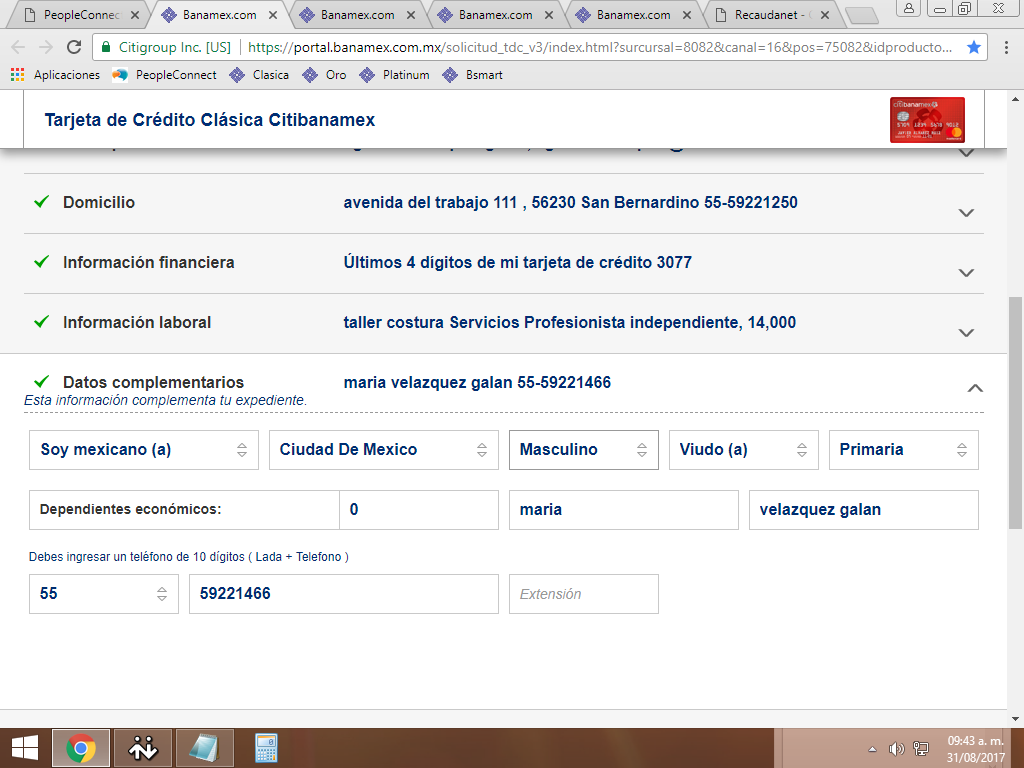 PeopleConnec
Banamex.com
Banamex.com
Banamex.com
Banamex.com
Recaudanet -
Citigroup Inc. [US]
https://portal.banamex.com.mx/solicitud_tdc_v3/index.html?surcursal=8082&canal=16&pos=75082&idproducto...
Aplicaciones
PeopleConnect
Clasica
Oro
Platinum
Bsmart
Tarjeta de Crédito Clásica Citibanamex
citibanamex
Domicilio
avenida del trabajo 111 , 56230 San Bernardino 55-59221250
Información financiera
Últimos 4 dígitos de mi tarjeta de crédito 3077
Información laboral
taller costura Servicios Profesionista independiente, 14,000
Datos complementarios
maria velazquez galan 55-59221466
Esta información complementa tu expediente.
Soy mexicano (a)
Ciudad De Mexico
Masculino
Viudo (a)
Primaria
Dependientes económicos:
0
maria
velazquez galan
Debes ingresar un teléfono de 10 dígitos ( Lada + Telefono )
55
59221466
Extensión
09:43 a. m.
31/08/2017